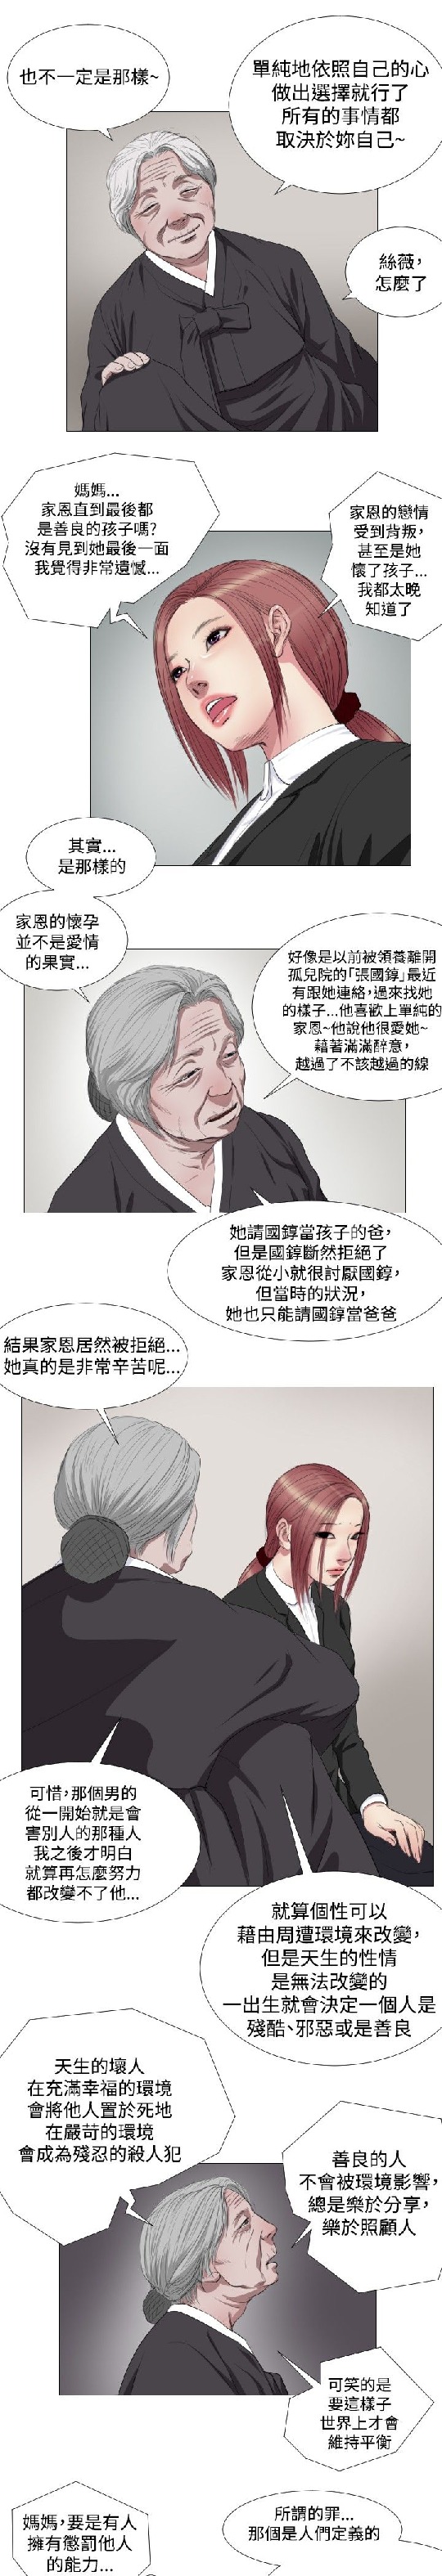 也不一定是那樣~
單純地依照自己的心
做出選擇就行了
所有的事情都
取決於妳自己~
絲薇，
怎麼了
媽媽...
家恩直到最後都
是善良的孩子嗎?
沒有見到她最後一面
我覺得非常遺憾...
家恩的戀情
受到背叛，
甚至是她
懷了孩子...
我都太晚
知道了
其實...
是那樣的
家恩的懷孕
並不是愛情
的果實...
好像是以前被領養離開
孤兒院的「張國錞」最近
有跟她連絡，過來找她
的樣子...他喜歡上單純的
家恩~他說他很愛她~
藉著滿滿醉意，
越過了不該越過的線
她請國錞當孩子的爸，
但是國錞斷然拒絕了
家恩從小就很討厭國錞，
但當時的狀況，
她也只能請國錞當爸爸
結果家恩居然被拒絕...
她真的是非常辛苦呢...
可惜，那個男的
從一開始就是會
害別人的那種人
我之後才明白
就算再怎麼努力
都改變不了他...
就算個性可以
藉由周遭環境來改變，
但是天生的性情
是無法改變的
一出生就會決定一個人是
殘酷、邪惡或是善良
天生的壞人
在充滿幸福的環境
會將他人置於死地
在嚴苛的環境
會成為殘忍的殺人犯
善良的人
不會被環境影響，
總是樂於分享，
樂於照顧人
可笑的是
要這樣子
世界上才會
維持平衡
媽媽，要是有人
擁有懲罰他人
的能力...
所謂的罪...
那個是人們定義的